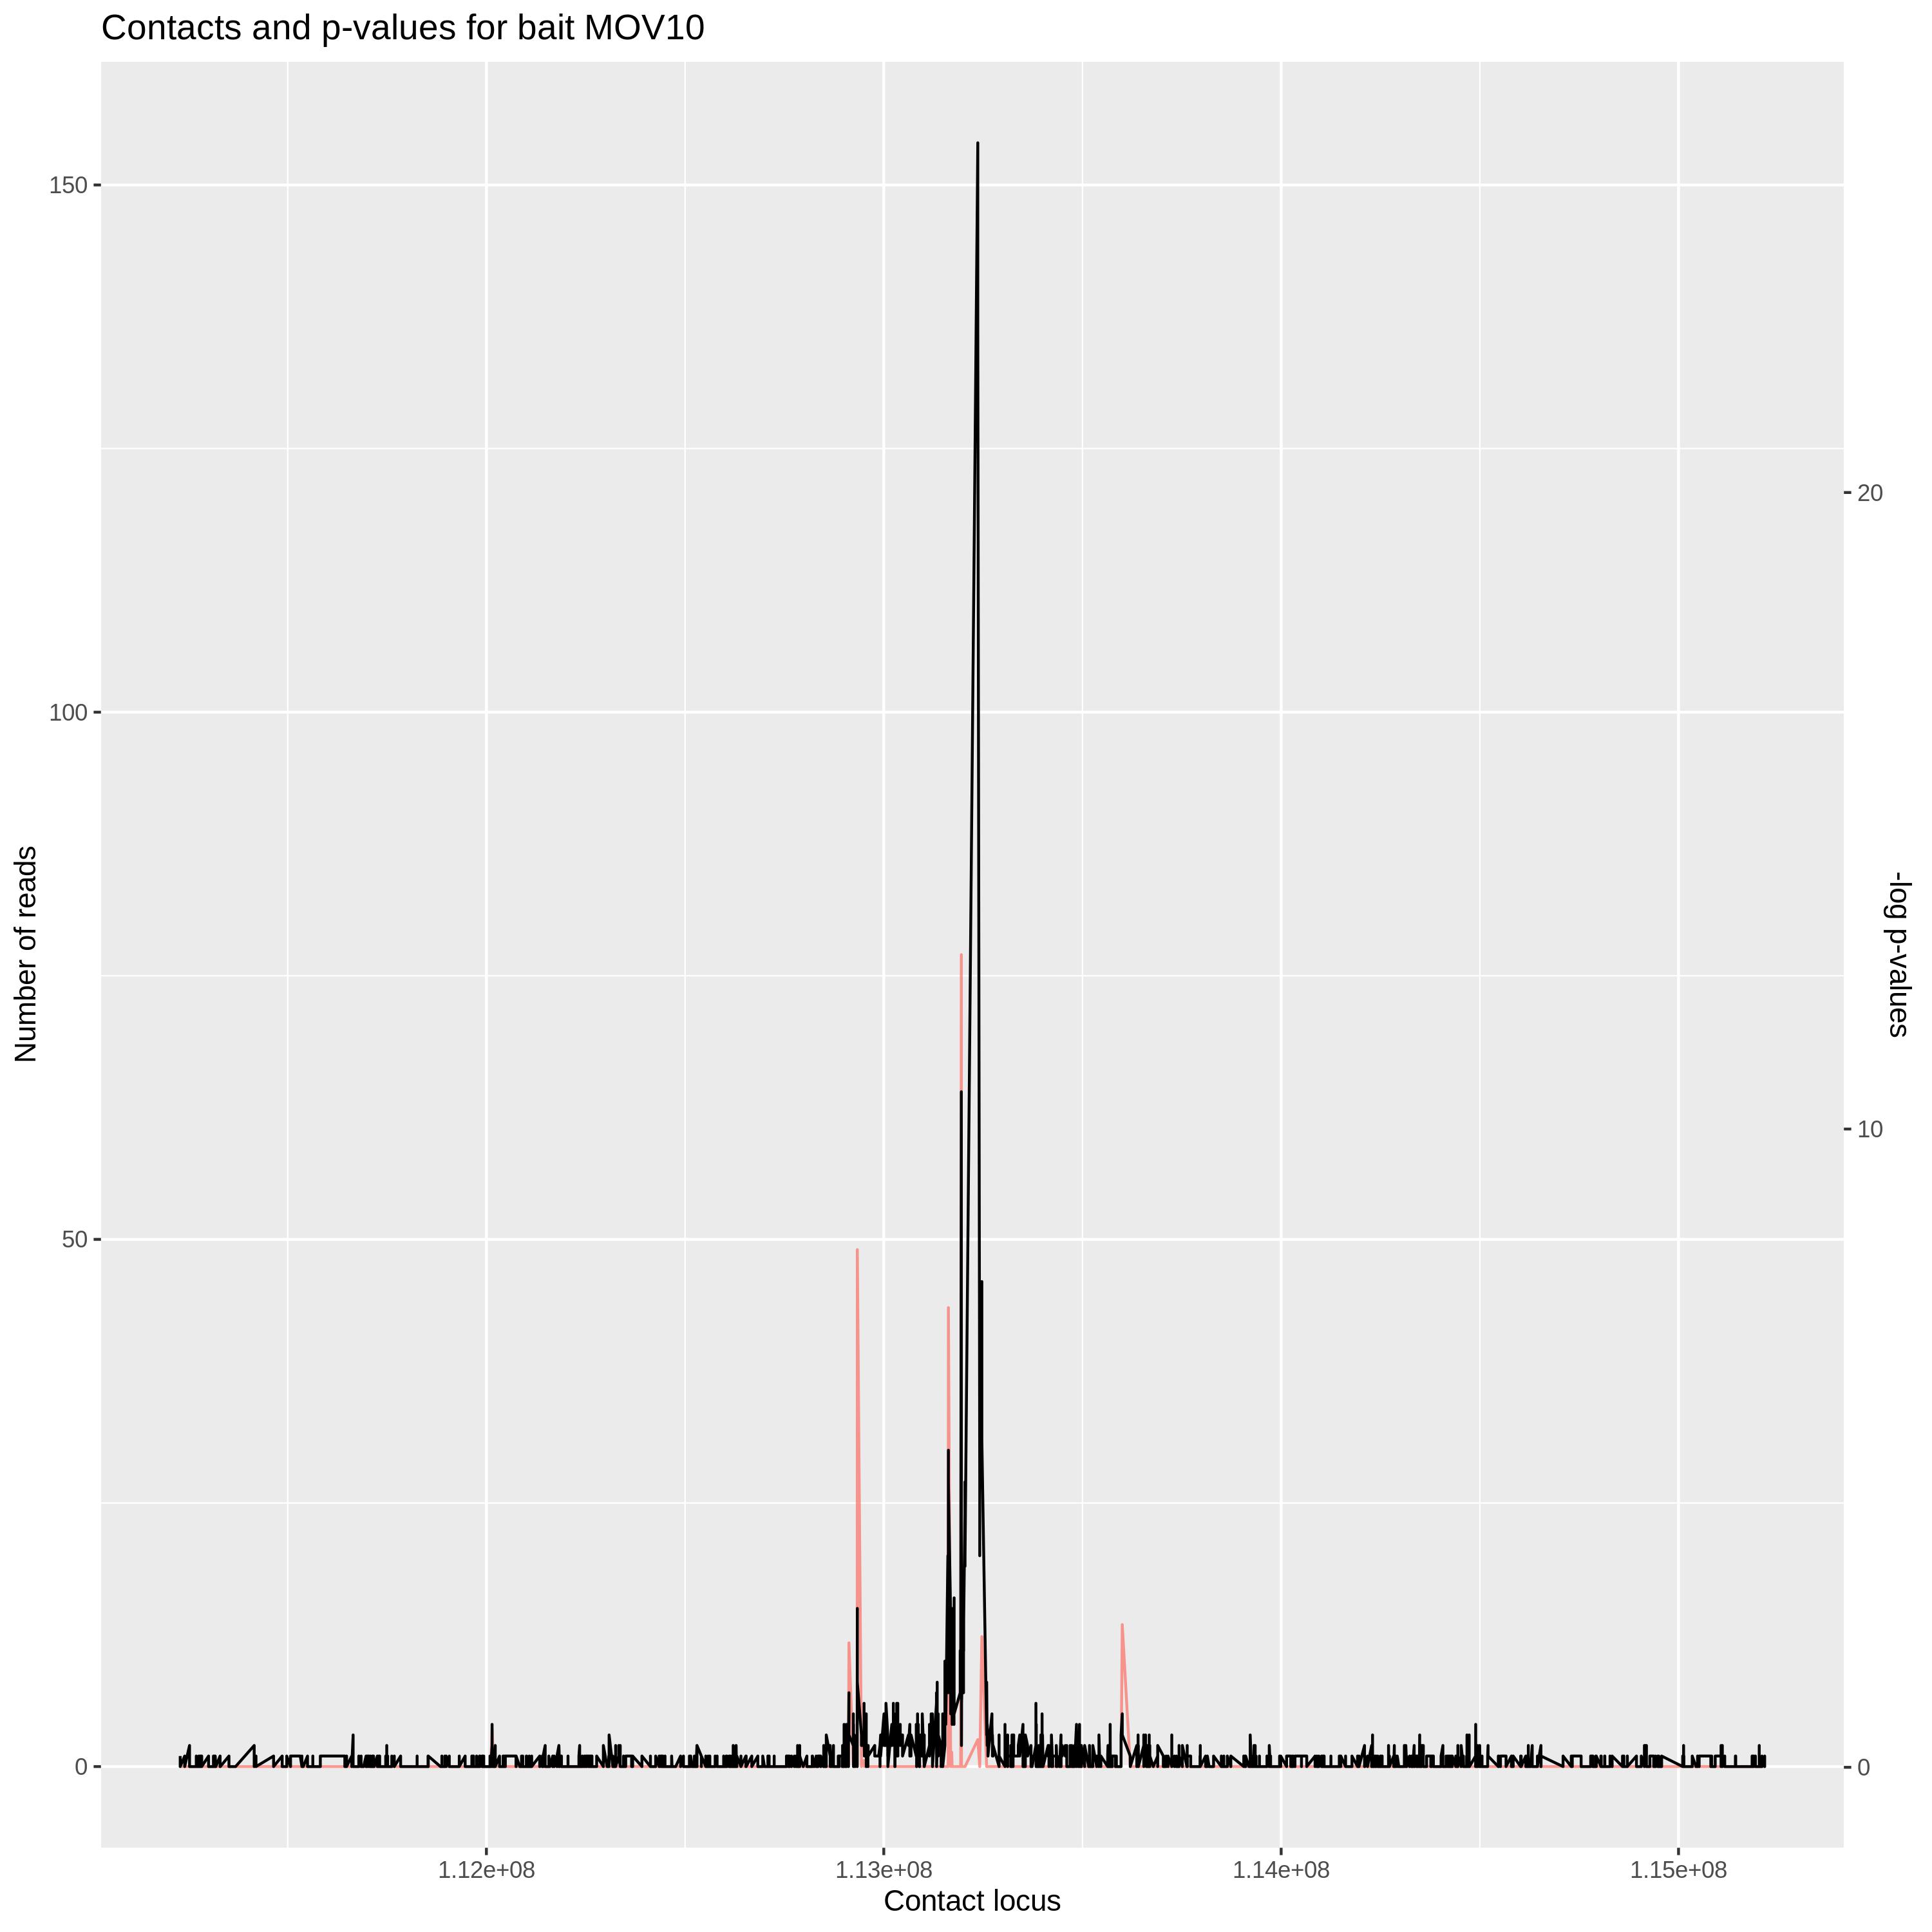 Contacts and p-values for bait MOV10
150
100
50
0
Number of reads
20
10
0
-log p-values
1.12e+08
1.13e+08
1.14e+08
1.15e+08
Contact locus